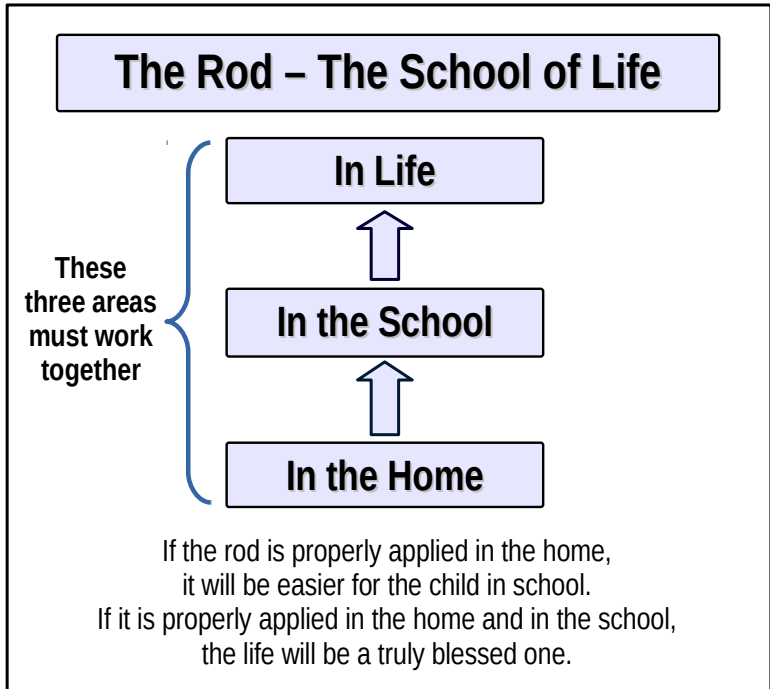 The Rod – The School of Life
In Life
These
three areas
must work
together
In the School
In the Home
If the rod is properly applied in the home,
it will be easier for the child in school.
If it is properly applied in the home and in the school,
the life will be a truly blessed one.